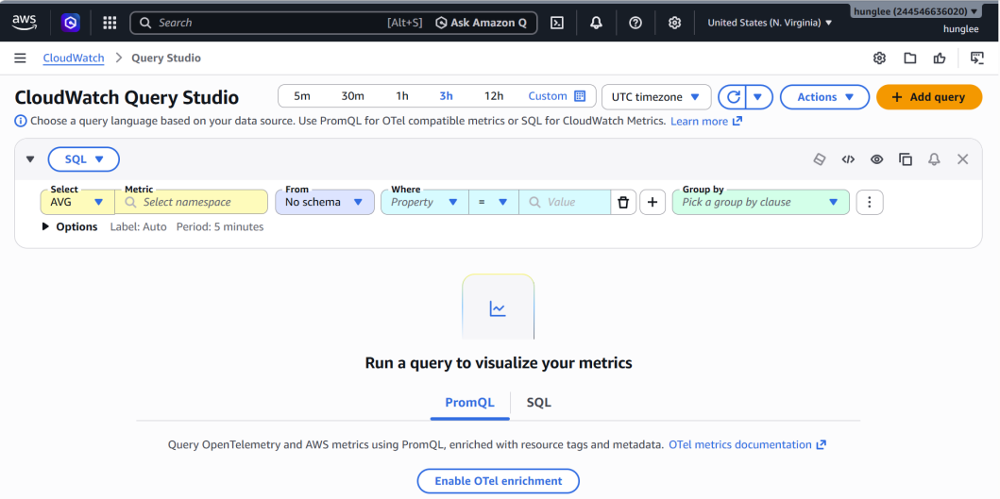 aws Search [Alt+S] Ask Amazon Q United States (N. Virginia) hunglee (244546636020)
hunglee
CloudWatch > Query Studio
CloudWatch Query Studio 5m 30m 1h 3h 12h Custom UTC timezone Actions + Add query
Choose a query language based on your data source. Use PromQL for OTel compatible metrics or SQL for CloudWatch Metrics. Learn more
SQL
Select Metric From Where Group by
AVG Select namespace No schema Property = Value Pick a group by clause
Options Label: Auto Period: 5 minutes
Run a query to visualize your metrics
PromQL SQL
Query OpenTelemetry and AWS metrics using PromQL, enriched with resource tags and metadata. OTel metrics documentation
Enable OTel enrichment